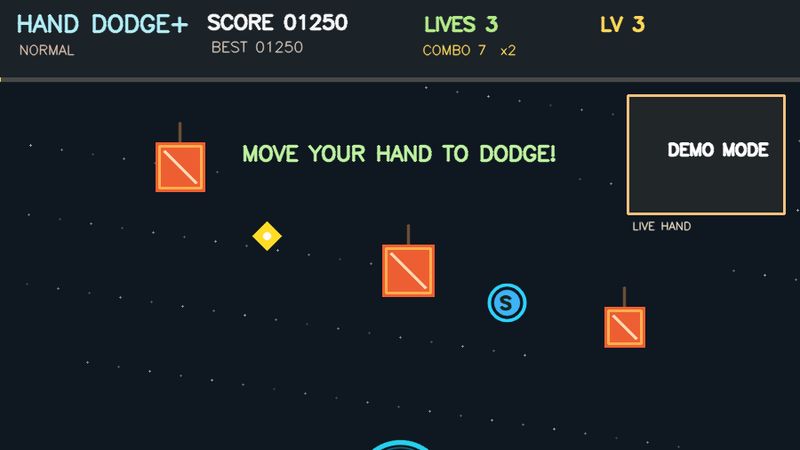 HAND DODGE+
NORMAL
SCORE 01250
BEST 01250
LIVES 3
COMBO 7 x2
LV 3
MOVE YOUR HAND TO DODGE!
DEMO MODE
LIVE HAND
S